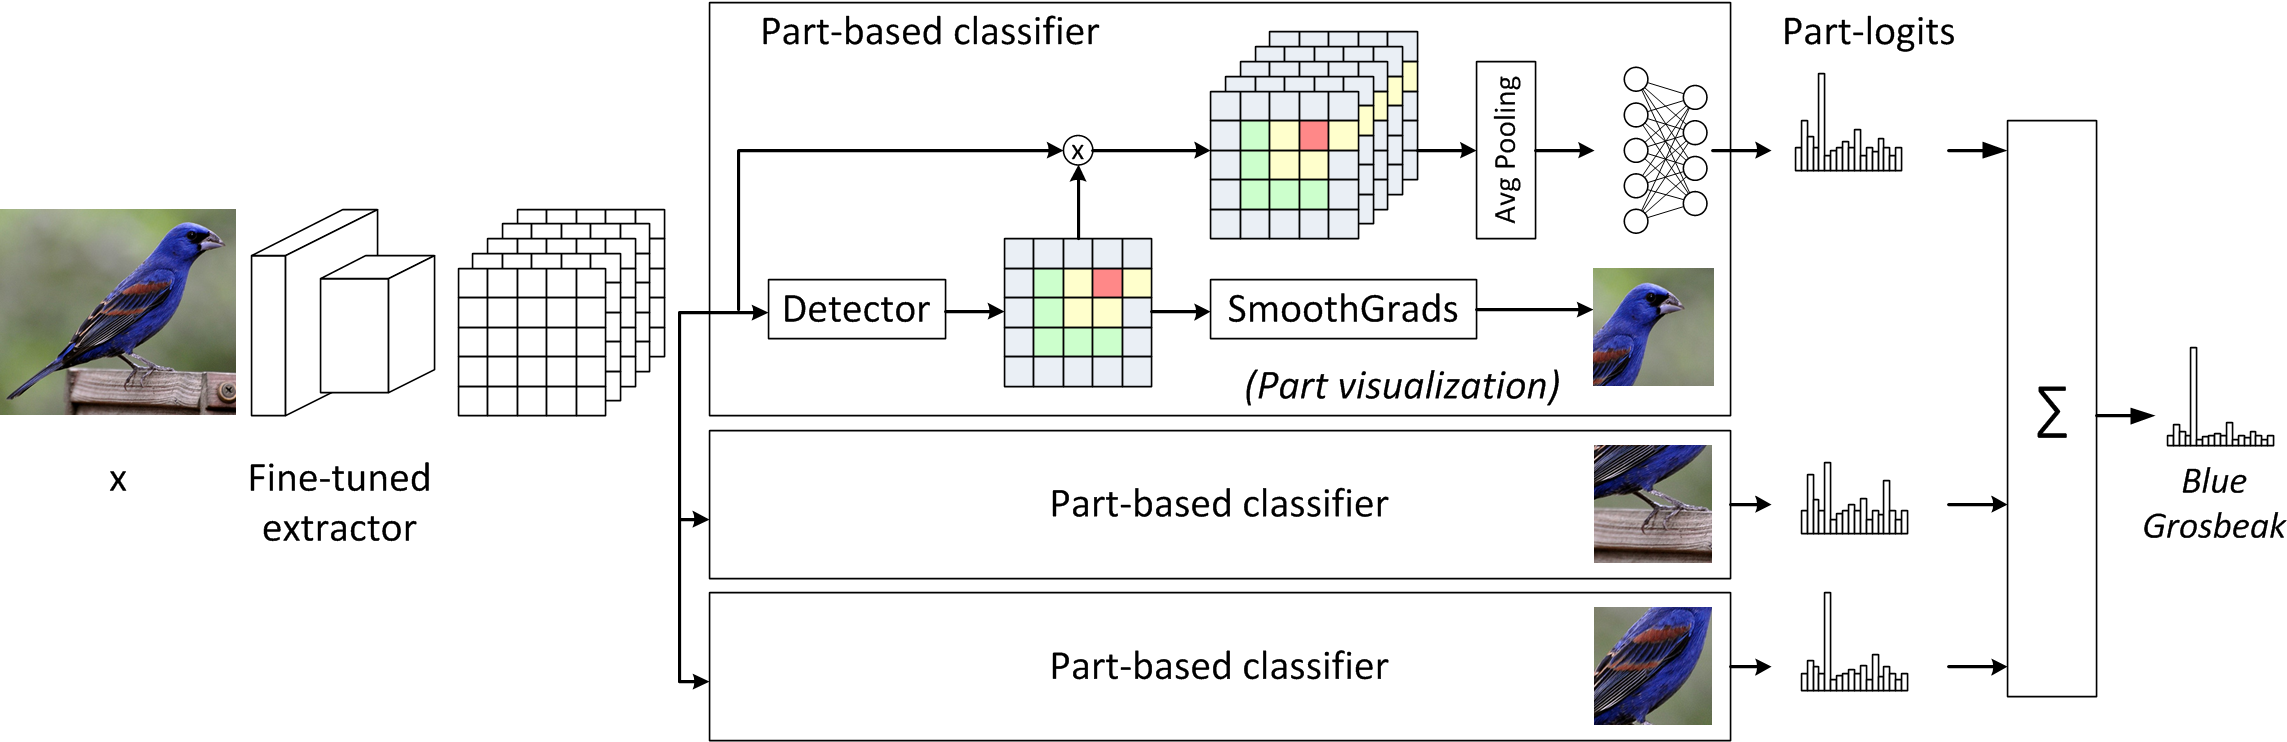 Part-based classifier
Part-logits
x
Avg Pooling
Detector
SmoothGrads
(Part visualization)
x
Fine-tuned
extractor
Part-based classifier
Part-based classifier
∑
Blue
Grosbeak